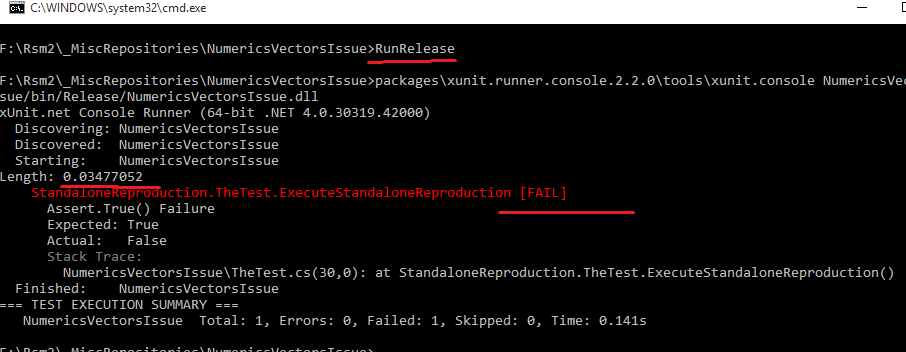 C:\WINDOWS\system32\cmd.exe
F:\Rsm2\_MiscRepositories\NumericsVectorsIssue>RunRelease
F:\Rsm2\_MiscRepositories\NumericsVectorsIssue>packages\xunit.runner.console.2.2.0\tools\xunit.console NumericsVec
sue/bin/Release/NumericsVectorsIssue.dll
xUnit.net Console Runner (64-bit .NET 4.0.30319.42000)
Discovering: NumericsVectorsIssue
Discovered:  NumericsVectorsIssue
Starting:    NumericsVectorsIssue
Length: 0.03477052
StandaloneReproduction.TheTest.ExecuteStandaloneReproduction [FAIL]
Assert.True() Failure
Expected: True
Actual:   False
Stack Trace:
NumericsVectorsIssue\TheTest.cs(30,0): at StandaloneReproduction.TheTest.ExecuteStandaloneReproduction()
Finished:    NumericsVectorsIssue
=== TEST EXECUTION SUMMARY ===
NumericsVectorsIssue  Total: 1, Errors: 0, Failed: 1, Skipped: 0, Time: 0.141s
F:\Rsm2\_MiscRepositories\NumericsVectorsIssue>